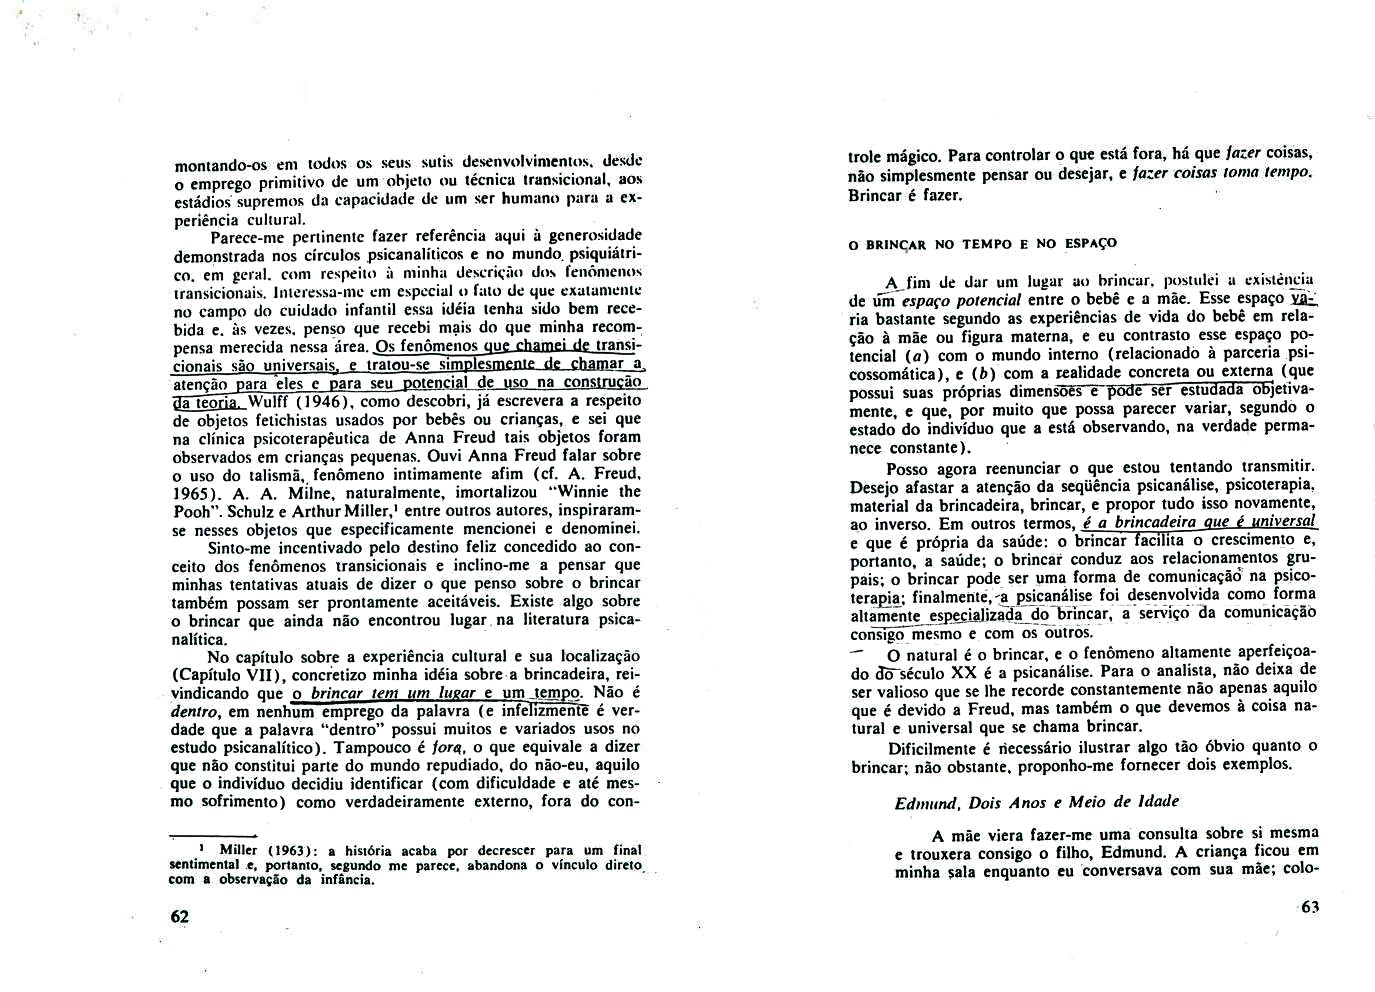 montando-os em todos os seus sutis desenvolvimentos, desde
o emprego primitivo de um objeto ou técnica transicional, aos
estádios supremos da capacidade de um ser humano para a ex-
periência cultural.
Parece-me pertinente fazer referência aqui à generosidade
demonstrada nos círculos psicanalíticos e no mundo psiquiátri-
co, em geral, com respeito à minha descrição dos fenômenos
transicionais. Interessa-me em especial o fato de que exatamente
no campo do cuidado infantil essa idéia tenha sido bem rece-
bida e, às vezes, penso que recebi mais do que minha recom-
pensa merecida nessa área. Os fenômenos que chamei de transi-
cionais são universais, e tratou-se simplesmente de chamar a
atenção para eles e para seu potencial de uso na construção
da teoria. Wulff (1946), como descobri, já escrevera a respeito
de objetos fetichistas usados por bebês ou crianças, e sei que
na clínica psicoterapêutica de Anna Freud tais objetos foram
observados em crianças pequenas. Ouvi Anna Freud falar sobre
o uso do talismã, fenômeno intimamente afim (cf. A. Freud,
1965). A. A. Milne, naturalmente, imortalizou “Winnie the
Pooh”. Schulz e Arthur Miller,¹ entre outros autores, inspiraram-
se nesses objetos que especificamente mencionei e denominei.
Sinto-me incentivado pelo destino feliz concedido ao con-
ceito dos fenômenos transicionais e inclino-me a pensar que
minhas tentativas atuais de dizer o que penso sobre o brincar
também possam ser prontamente aceitáveis. Existe algo sobre
o brincar que ainda não encontrou lugar na literatura psica-
nalítica.
No capítulo sobre a experiência cultural e sua localização
(Capítulo VII), concretizo minha idéia sobre a brincadeira, rei-
vindicando que o brincar tem um lugar e um tempo. Não é
dentro, em nenhum emprego da palavra (e infelizmente é ver-
dade que a palavra “dentro” possui muitos e variados usos no
estudo psicanalítico). Tampouco é fora, o que equivale a dizer
que não constitui parte do mundo repudiado, do não-eu, aquilo
que o indivíduo decidiu identificar (com dificuldade e até mes-
mo sofrimento) como verdadeiramente externo, fora do con-
¹ Miller (1963): a história acaba por decrescer para um final
sentimental e, portanto, segundo me parece, abandona o vínculo direto
com a observação da infância.
62
trole mágico. Para controlar o que está fora, há que fazer coisas,
não simplesmente pensar ou desejar, e fazer coisas toma tempo.
Brincar é fazer.
O BRINCAR NO TEMPO E NO ESPAÇO
A fim de dar um lugar ao brincar, postulei a existência
de um espaço potencial entre o bebê e a mãe. Esse espaço va-
ria bastante segundo as experiências de vida do bebê em rela-
ção à mãe ou figura materna, e eu contrasto esse espaço po-
tencial (a) com o mundo interno (relacionado à parceria psi-
cossomática), e (b) com a realidade concreta ou externa (que
possui suas próprias dimensões e pode ser estudada objetiva-
mente, e que, por muito que possa parecer variar, segundo o
estado do indivíduo que a está observando, na verdade perma-
nece constante).
Posso agora reenunciar o que estou tentando transmitir.
Desejo afastar a atenção da seqüência psicanálise, psicoterapia,
material da brincadeira, brincar, e propor tudo isso novamente,
ao inverso. Em outros termos, é a brincadeira que é universal
e que é própria da saúde: o brincar facilita o crescimento e,
portanto, a saúde; o brincar conduz aos relacionamentos gru-
pais; o brincar pode ser uma forma de comunicação na psico-
terapia; finalmente, a psicanálise foi desenvolvida como forma
altamente especializada do brincar, a serviço da comunicação
consigo mesmo e com os outros.
O natural é o brincar, e o fenômeno altamente aperfeiçoa-
do do século XX é a psicanálise. Para o analista, não deixa de
ser valioso que se lhe recorde constantemente não apenas aquilo
que é devido a Freud, mas também o que devemos à coisa na-
tural e universal que se chama brincar.
Dificilmente é necessário ilustrar algo tão óbvio quanto o
brincar; não obstante, proponho-me fornecer dois exemplos.
Edmund, Dois Anos e Meio de Idade
A mãe viera fazer-me uma consulta sobre si mesma
e trouxera consigo o filho, Edmund. A criança ficou em
minha sala enquanto eu conversava com sua mãe; colo-
63